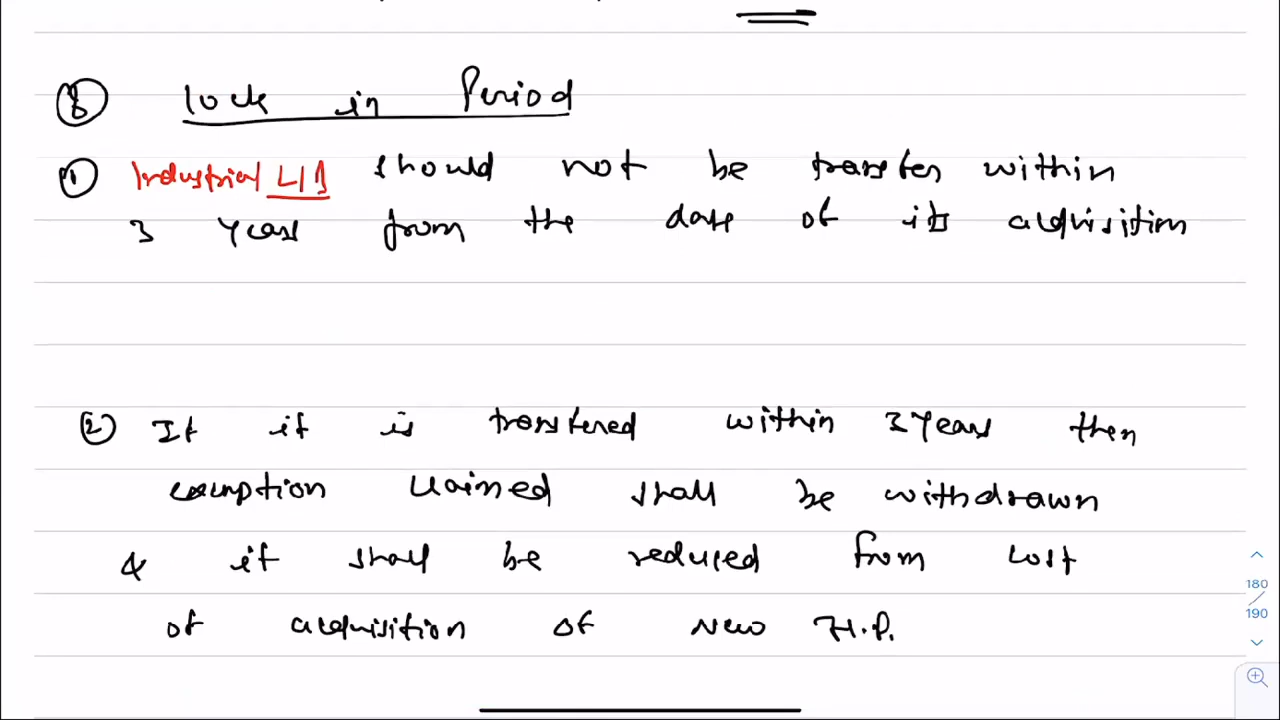 ⑧ lock in Period
① Industrial L/B should not be transfer within
3 Years from the date of its acquisition
② If it is transfered within 3 Years then
exemption claimed shall be withdrawn
& it shall be reduced from cost
of acquisition of New H.P.
180
190